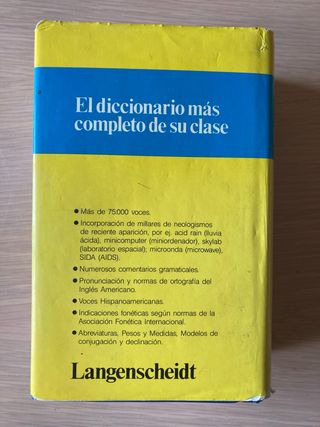 El diccionario más
completo de su clase
● Más de 75.000 voces.
● Incorporación de millares de neologismos
de reciente aparición, por ej. acid rain (lluvia
ácida), minicomputer (miniordenador), skylab
(laboratorio espacial); microonda (microwave),
SIDA (AIDS).
● Numerosos comentarios gramaticales.
● Pronunciación y normas de ortografía del
Inglés Americano.
● Voces Hispanoamericanas.
● Indicaciones fonéticas según normas de la
Asociación Fonética Internacional.
● Abreviaturas, Pesos y Medidas, Modelos de
conjugación y declinación.
Langenscheidt